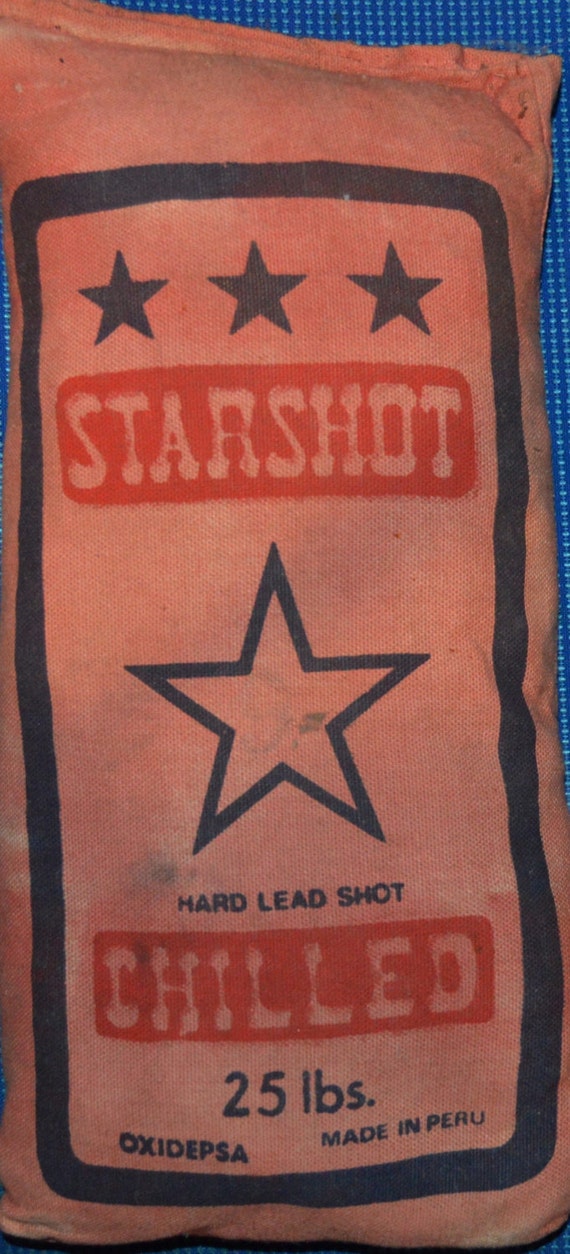 STARSHOT
HARD LEAD SHOT
CHILLED
25 lbs.
OXIDEPSA MADE IN PERU